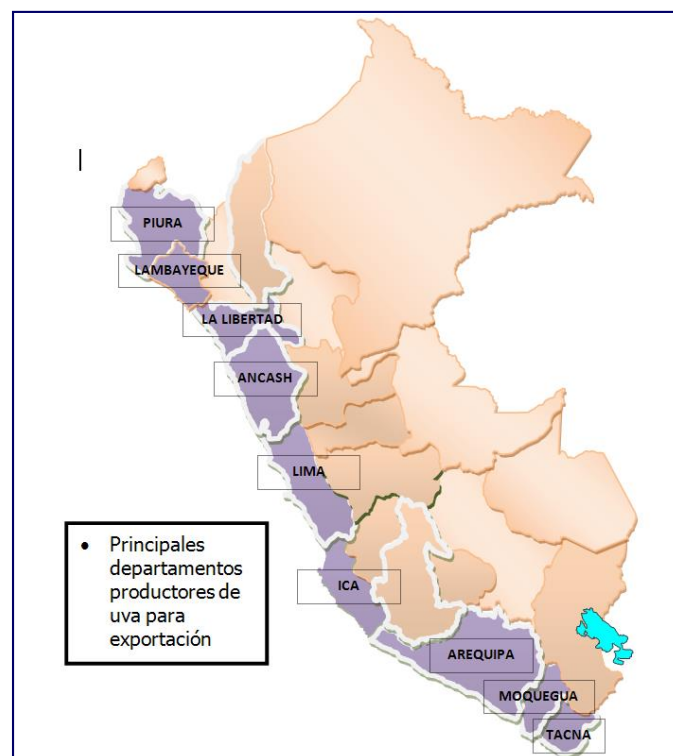 PIURA
LAMBAYEQUE
LA LIBERTAD
ANCASH
LIMA
ICA
AREQUIPA
MOQUEGUA
TACNA
• Principales
departamentos
productores de
uva para
exportación